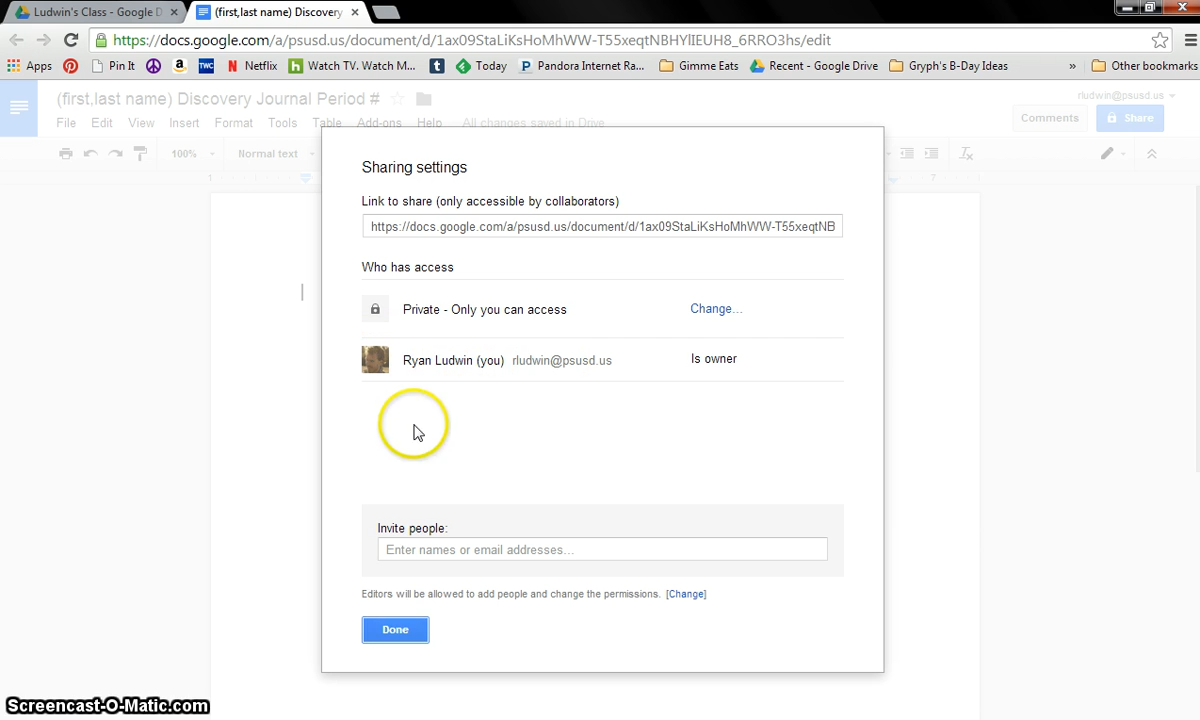 Ludwin's Class - Google D
(first,last name) Discovery
https://docs.google.com/a/psusd.us/document/d/1ax09StaLiKsHoMhWW-T55xeqtNBHYlIEUH8_6RRO3hs/edit
Apps
Pin It
TWC
Netflix
Watch TV. Watch M...
Today
Pandora Internet Ra...
Gimme Eats
Recent - Google Drive
Gryph's B-Day Ideas
»
Other bookmarks
(first,last name) Discovery Journal Period #
rludwin@psusd.us
File Edit View Insert Format Tools Table Add-ons Help All changes saved in Drive
Comments
Share
100%
Normal text
1
7
Sharing settings
Link to share (only accessible by collaborators)
https://docs.google.com/a/psusd.us/document/d/1ax09StaLiKsHoMhWW-T55xeqtNB
Who has access
Private - Only you can access Change...
Ryan Ludwin (you) rludwin@psusd.us Is owner
Invite people:
Enter names or email addresses...
Editors will be allowed to add people and change the permissions. [Change]
Done
Screencast-O-Matic.com